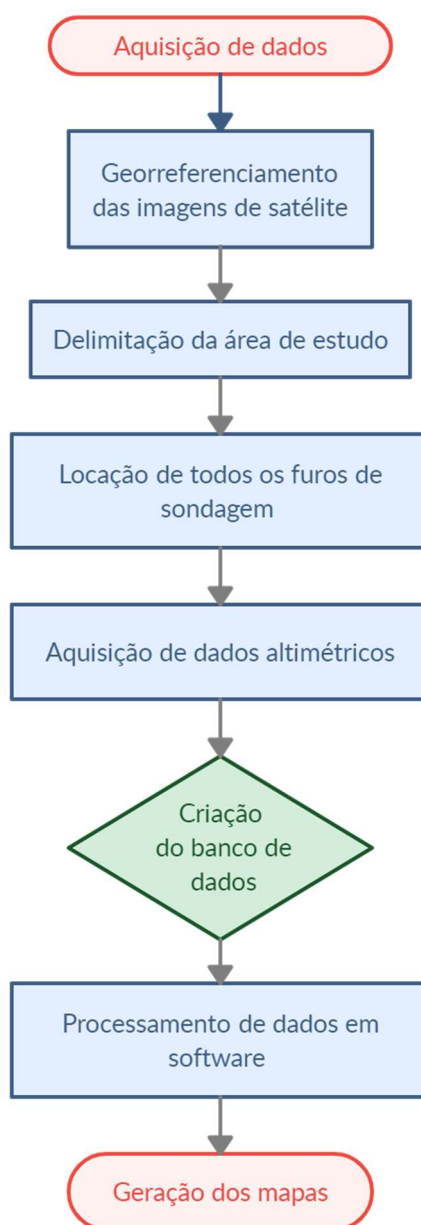 Aquisição de dados
Georreferenciamento
das imagens de satélite
Delimitação da área de estudo
Locação de todos os furos de
sondagem
Aquisição de dados altimétricos
Criação
do banco de
dados
Processamento de dados em
software
Geração dos mapas